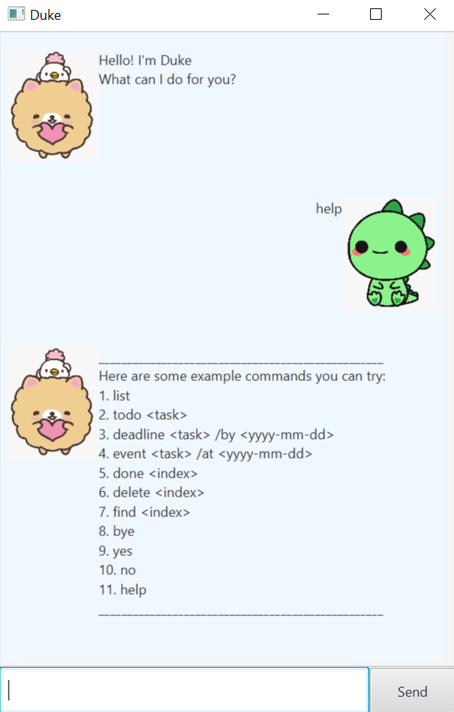 Duke
Hello! I'm Duke
What can I do for you?
help
Here are some example commands you can try:
1. list
2. todo <task>
3. deadline <task> /by <yyyy-mm-dd>
4. event <task> /at <yyyy-mm-dd>
5. done <index>
6. delete <index>
7. find <index>
8. bye
9. yes
10. no
11. help
Send